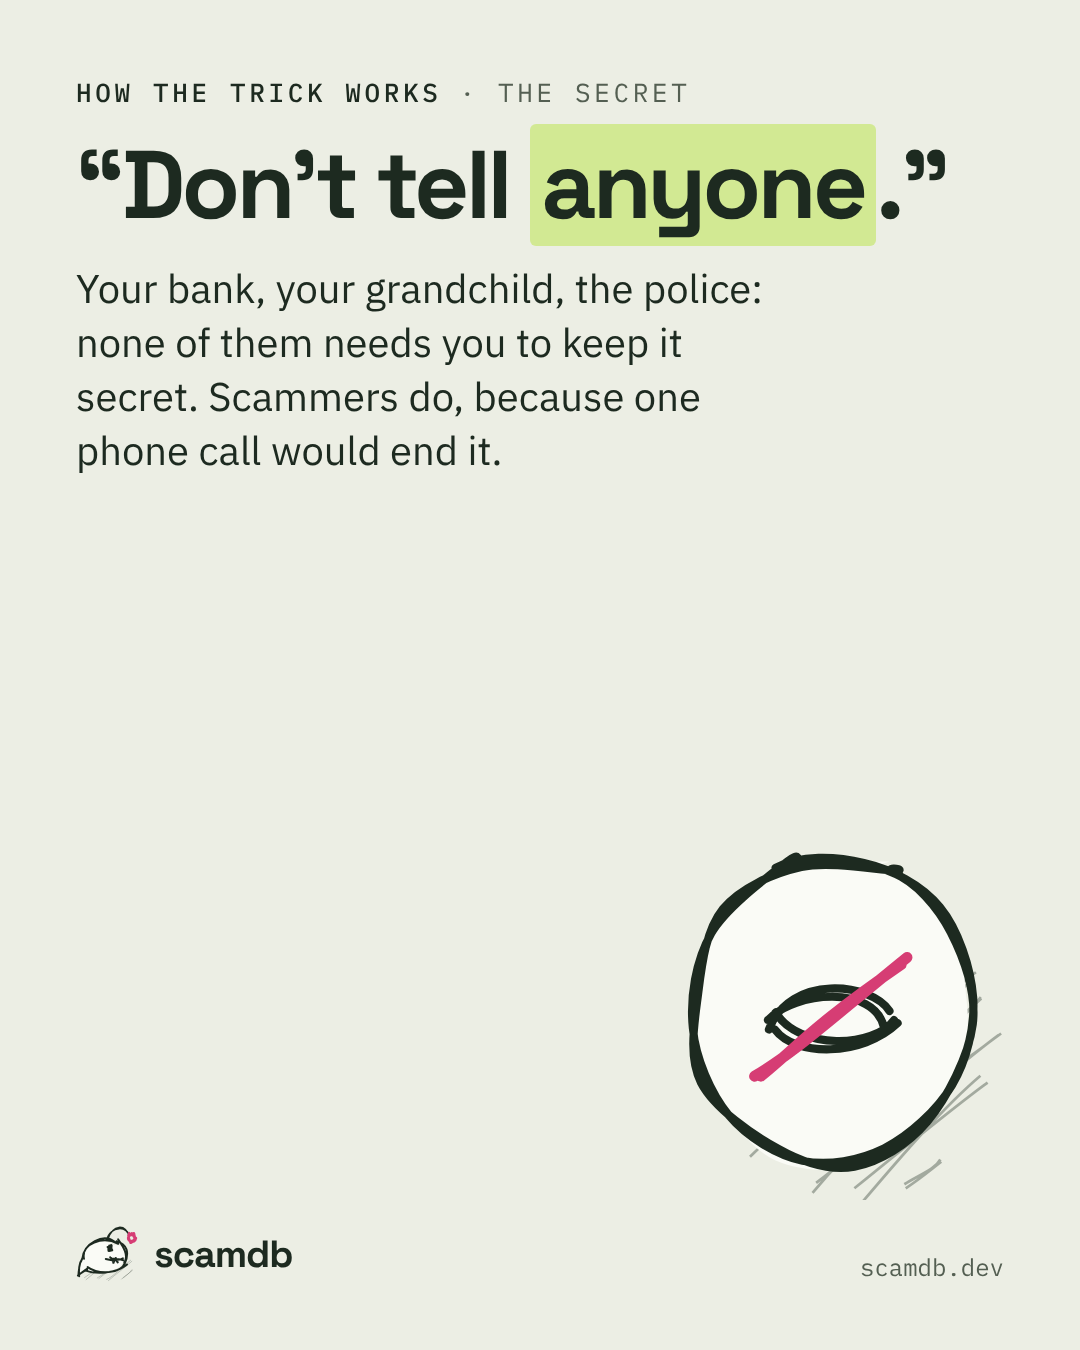 HOW THE TRICK WORKS · THE SECRET
“Don’t tell anyone.”
Your bank, your grandchild, the police:
none of them needs you to keep it
secret. Scammers do, because one
phone call would end it.
scamdb
scamdb.dev